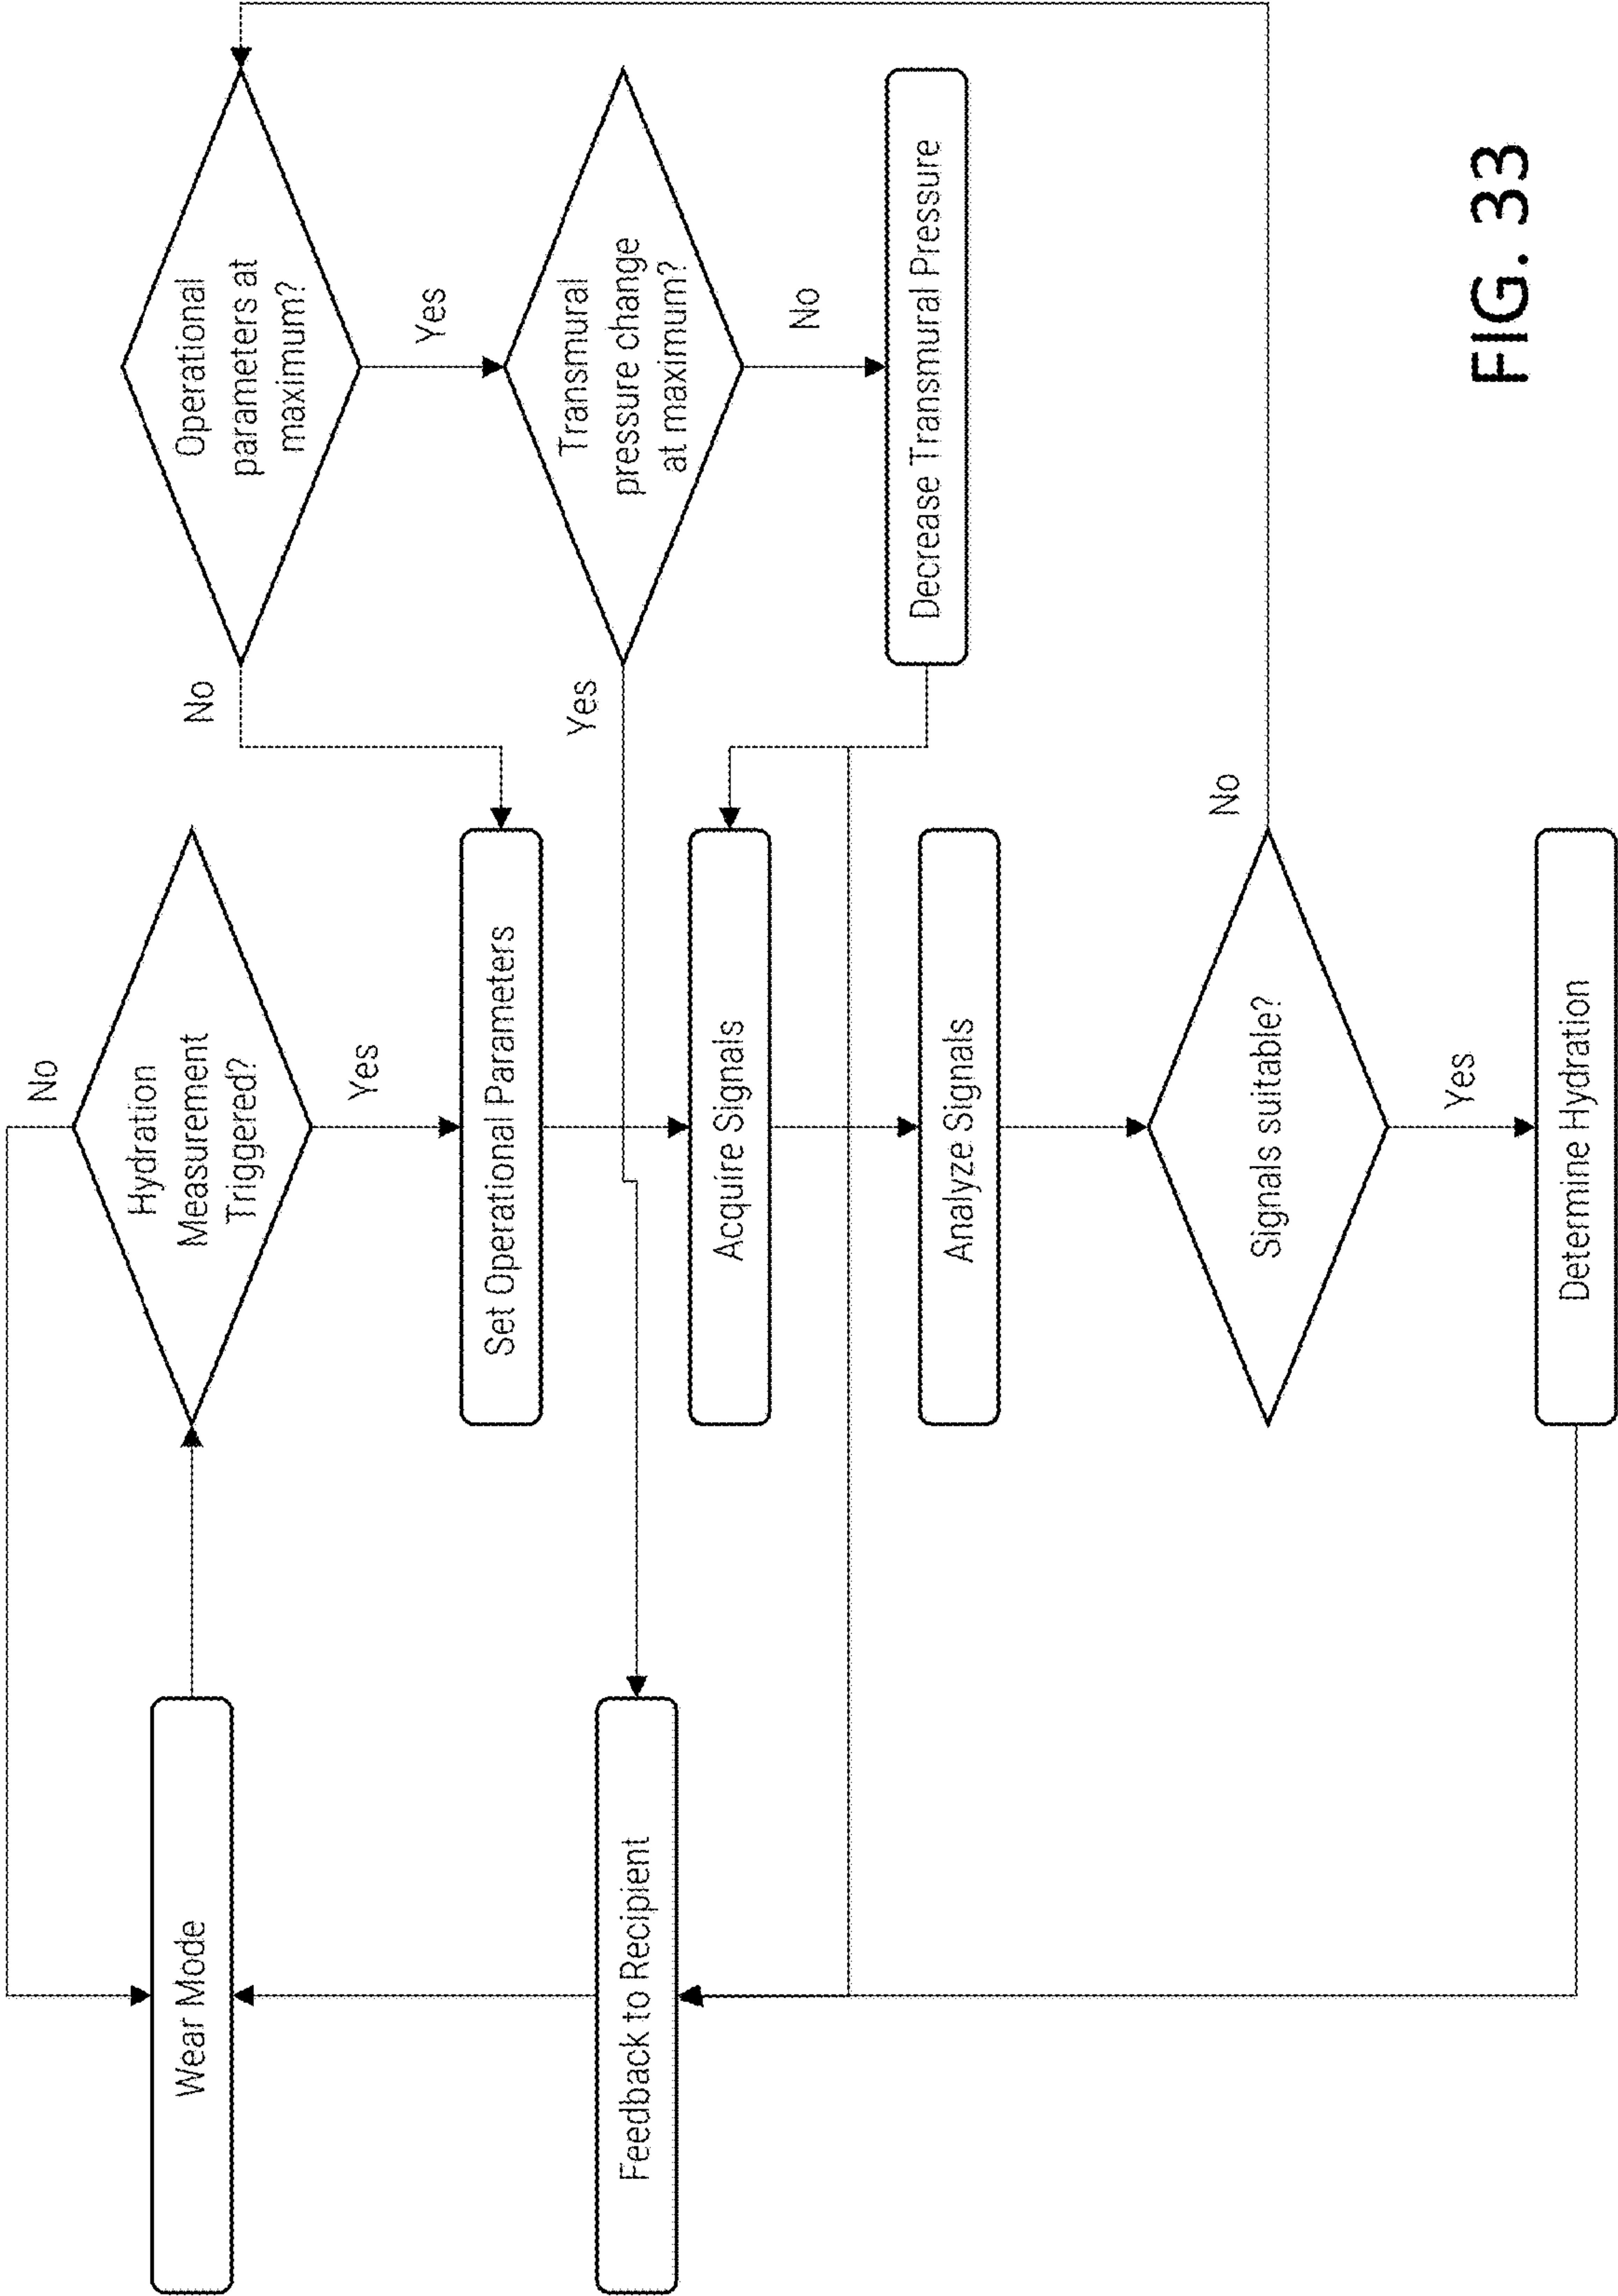 Wear Mode
Feedback to Recipient
No
Hydration
Measurement
Triggered?
Yes
Set Operational Parameters
Acquire Signals
Analyze Signals
Signals suitable?
No
Yes
Determine Hydration
Operational
parameters at
maximum?
No
Yes
Transmural
pressure change
at maximum?
Yes
No
Decrease Transmural Pressure
FIG. 33